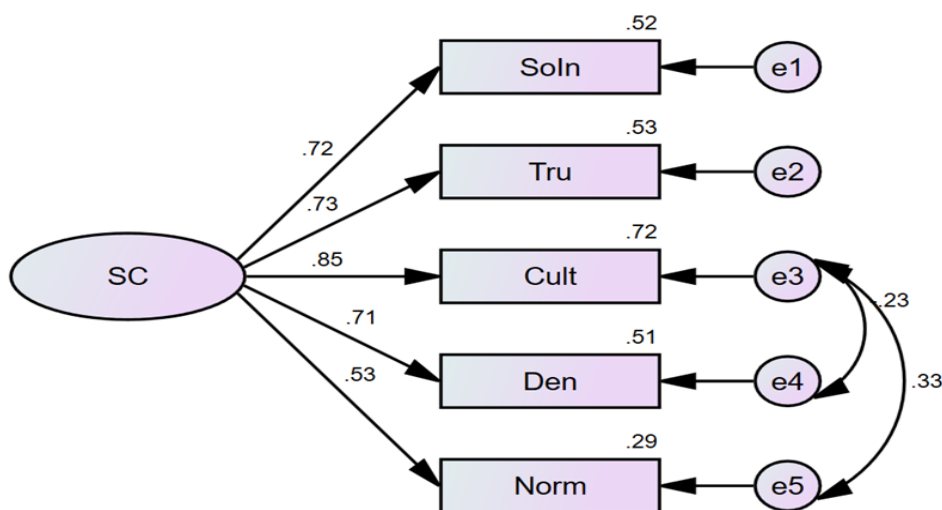 .52
SoIn
e1
.72
.53
Tru
e2
.73
.72
SC
.85
Cult
e3
-.23
.71
.51
Den
e4
.33
.53
.29
Norm
e5